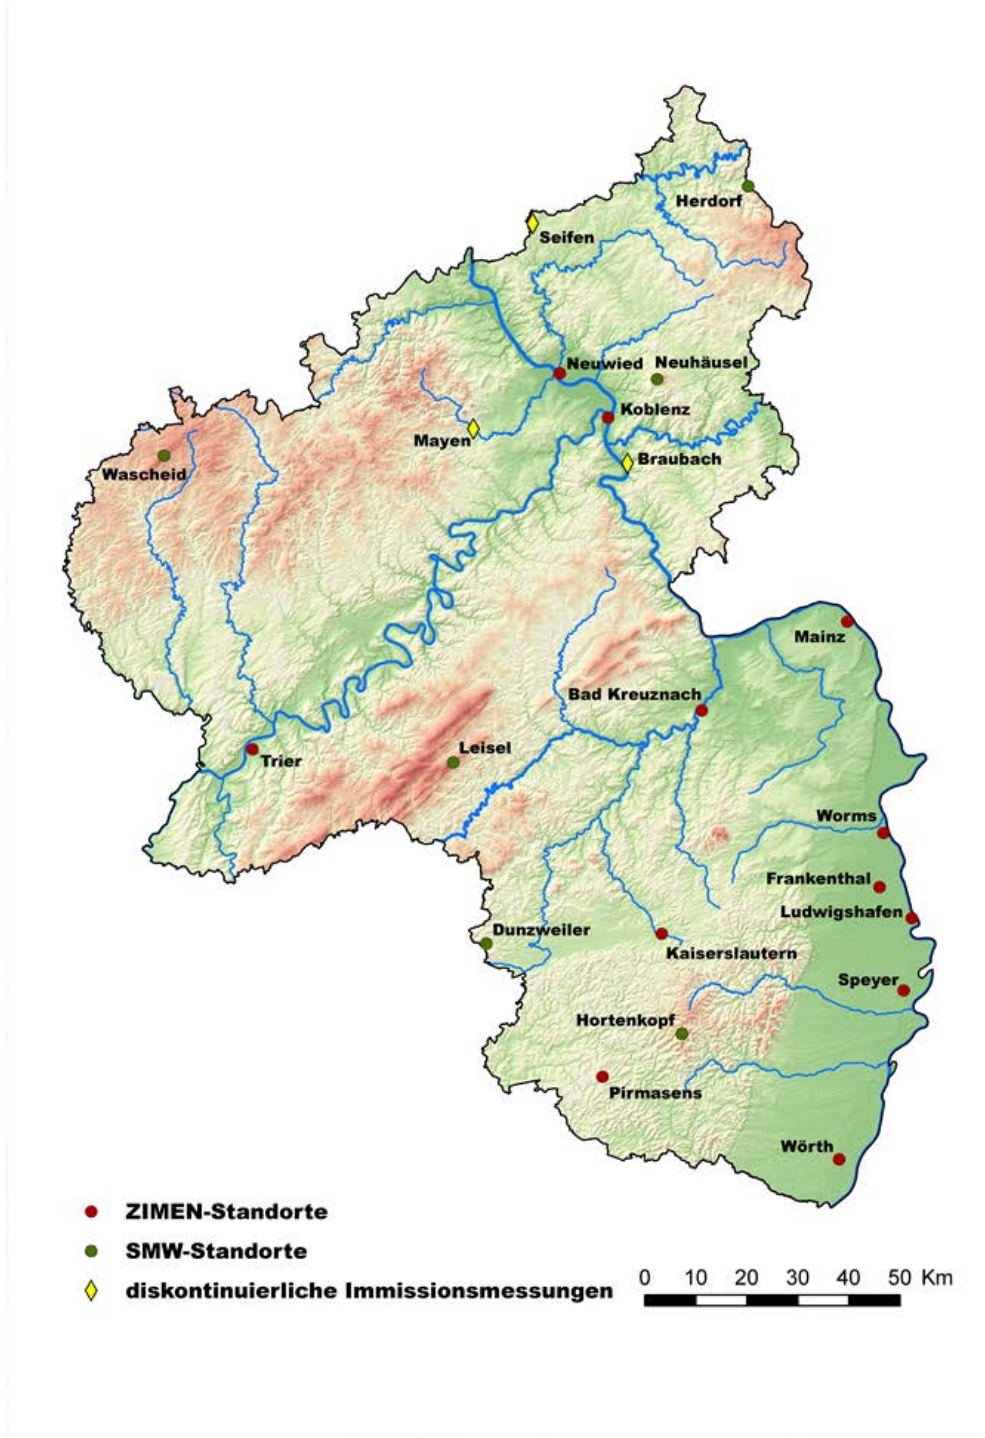 Herdorf
Seifen
Neuwied
Neuhäusel
Koblenz
Mayen
Braubach
Wascheid
Mainz
Bad Kreuznach
Leisel
Trier
Worms
Frankenthal
Ludwigshafen
Dunzweiler
Kaiserslautern
Speyer
Hortenkopf
Pirmasens
Wörth
ZIMEN-Standorte
SMW-Standorte
diskontinuierliche Immissionsmessungen
0 10 20 30 40 50 Km